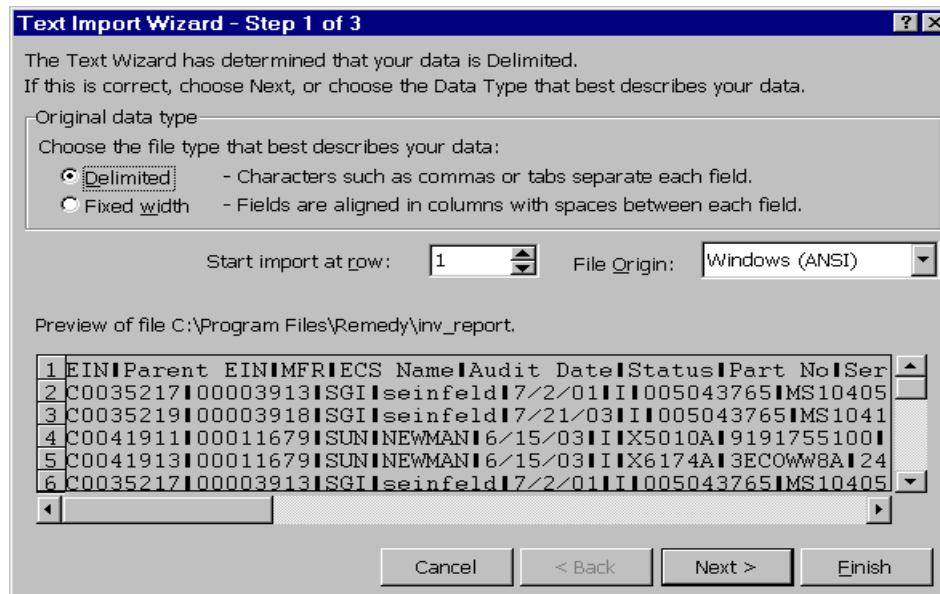 Text Import Wizard - Step 1 of 3
The Text Wizard has determined that your data is Delimited.
If this is correct, choose Next, or choose the Data Type that best describes your data.
Original data type
Choose the file type that best describes your data:
Delimited - Characters such as commas or tabs separate each field.
Fixed width - Fields are aligned in columns with spaces between each field.
Start import at row: 1 File Origin: Windows (ANSI)
Preview of file C:\Program Files\Remedy\inv_report.
1 EIN▌Parent EIN▌MFR▌ECS Name▌Audit Date▌Status▌Part No▌Ser
2 C0035217▌00003913▌SGI▌seinfeld▌7/2/01▌I▌005043765▌MS10405
3 C0035219▌00003918▌SGI▌seinfeld▌7/21/03▌I▌005043765▌MS1041
4 C0041911▌00011679▌SUN▌NEWMAN▌6/15/03▌I▌X5010A▌9191755100▌
5 C0041913▌00011679▌SUN▌NEWMAN▌6/15/03▌I▌X6174A▌3ECOWW8A▌24
6 C0035217▌00003913▌SGI▌seinfeld▌7/2/01▌I▌005043765▌MS10405
Cancel < Back Next > Finish